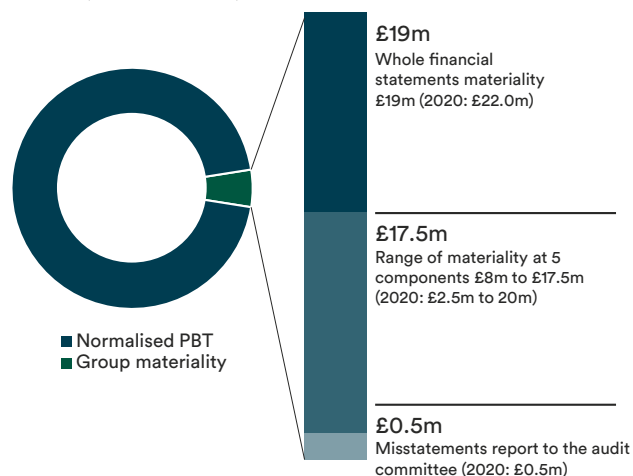 £19m
Whole financial
statements materiality
£19m (2020: £22.0m)
£17.5m
Range of materiality at 5
components £8m to £17.5m
(2020: £2.5m to 20m)
Normalised PBT
Group materiality
£0.5m
Misstatements report to the audit
committee (2020: £0.5m)